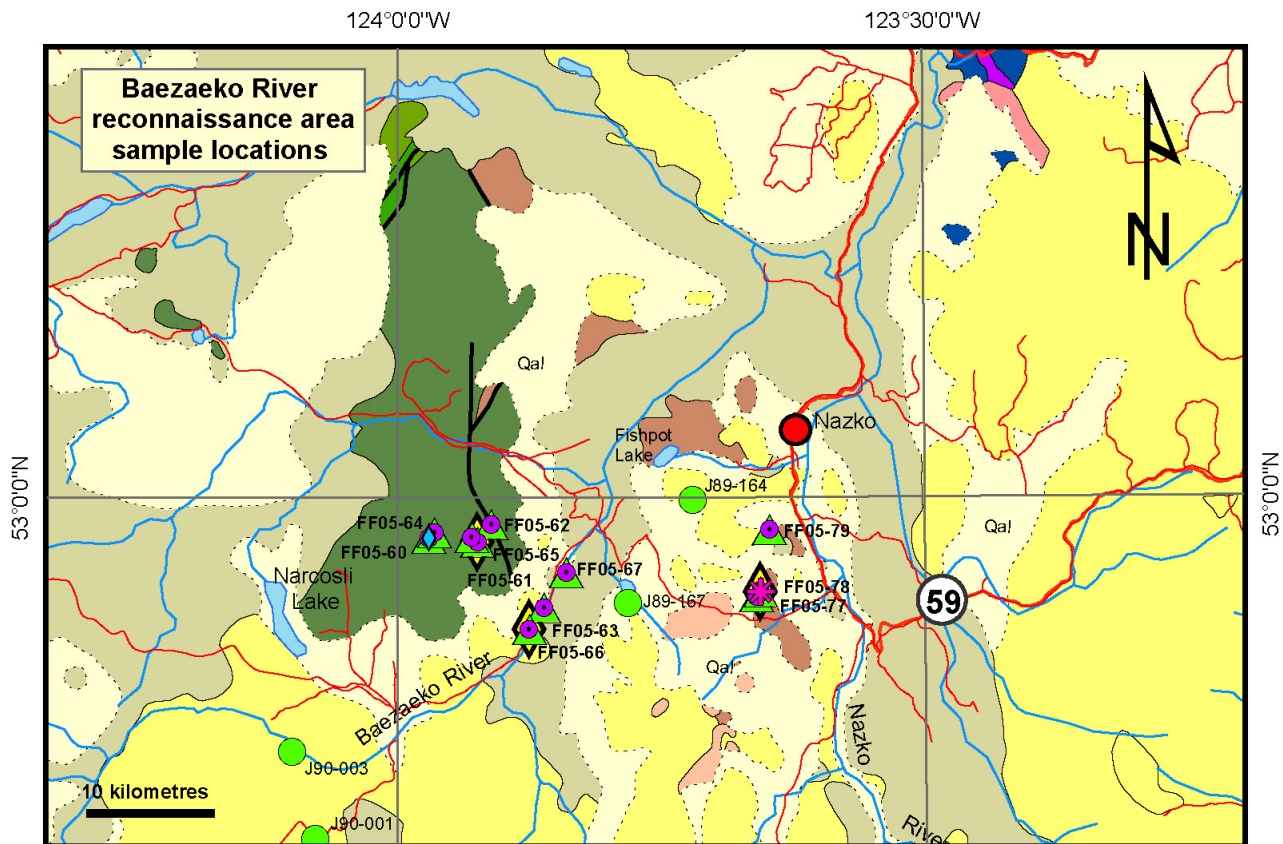 124°0'0"W
123°30'0"W
Baezaeko River
reconnaissance area
sample locations
N
Qal
Fishpot
Lake
Nazko
53°0'0"N
53°0'0"N
J89-164
FF05-64
FF05-62
FF05-79
Qal
FF05-60
FF05-65
FF05-67
FF05-61
FF05-78
Narcosli
Lake
J89-167
FF05-77
59
FF05-63
FF05-66
Qal
Baezaeko River
Nazko
J90-003
10 kilometres
J90-001
River